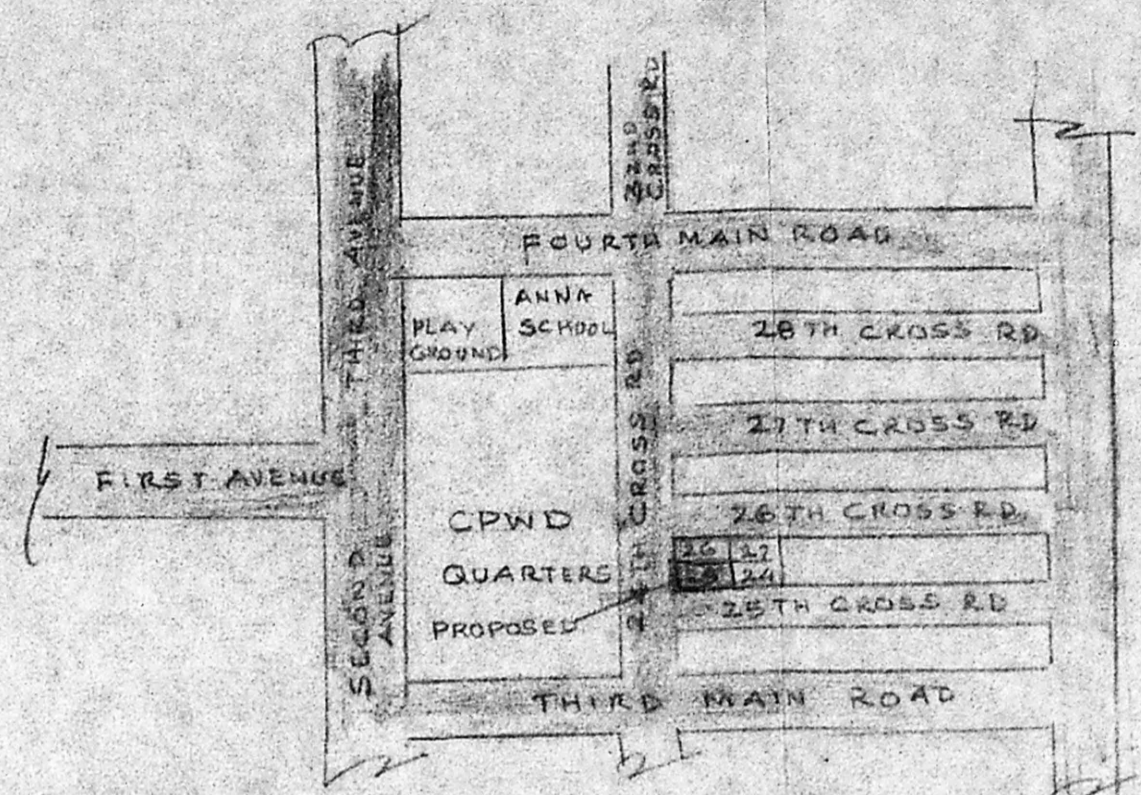 THIRD AVENUE
CROSS RD
FOURTH MAIN ROAD
PLAY
GROUND
ANNA
SCHOOL
28TH CROSS RD
27TH CROSS RD
FIRST AVENUE
CPWD
QUARTERS
PROPOSED
CROSS RD
26TH CROSS RD
26 27
24
25TH CROSS RD
SECOND
AVENUE
THIRD MAIN ROAD